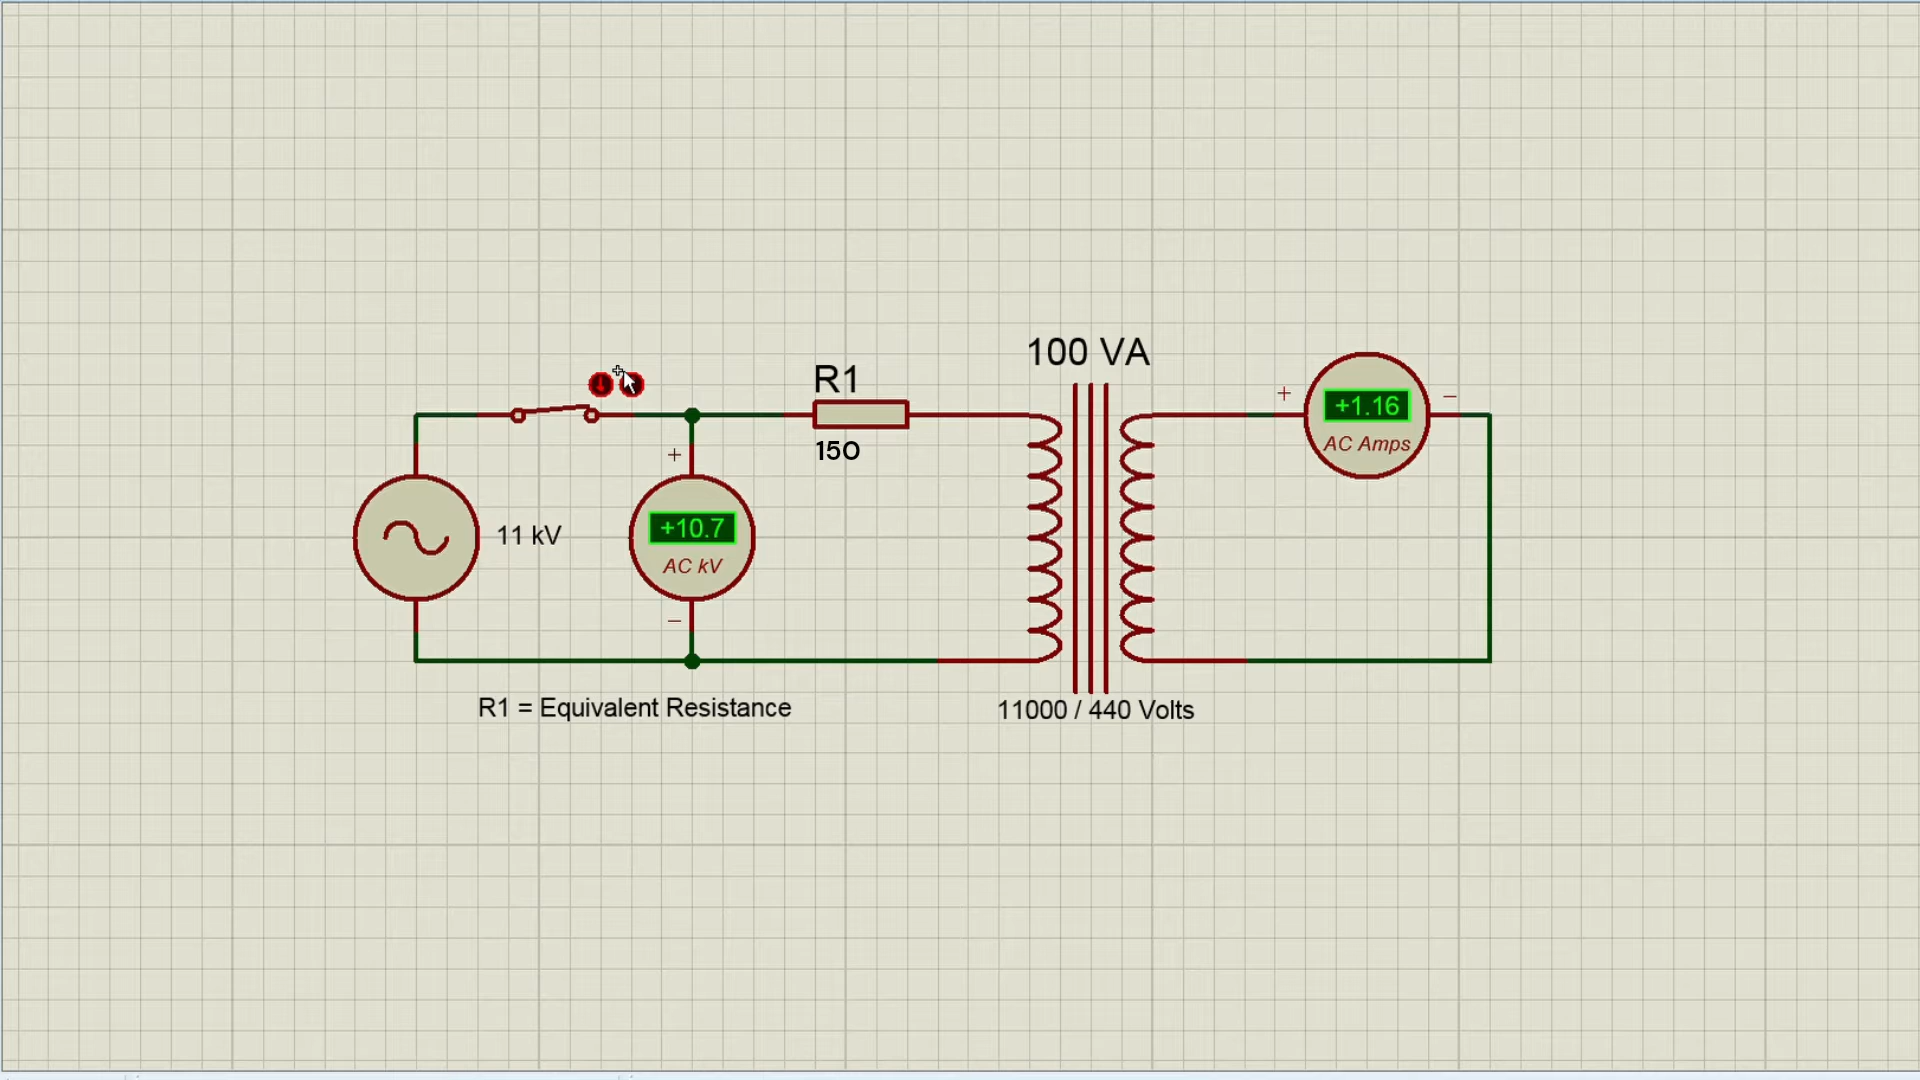 100 VA
R1
150
+
+1.16
AC Amps
−
11 kV
+
+10.7
AC kV
−
R1 = Equivalent Resistance
11000 / 440 Volts